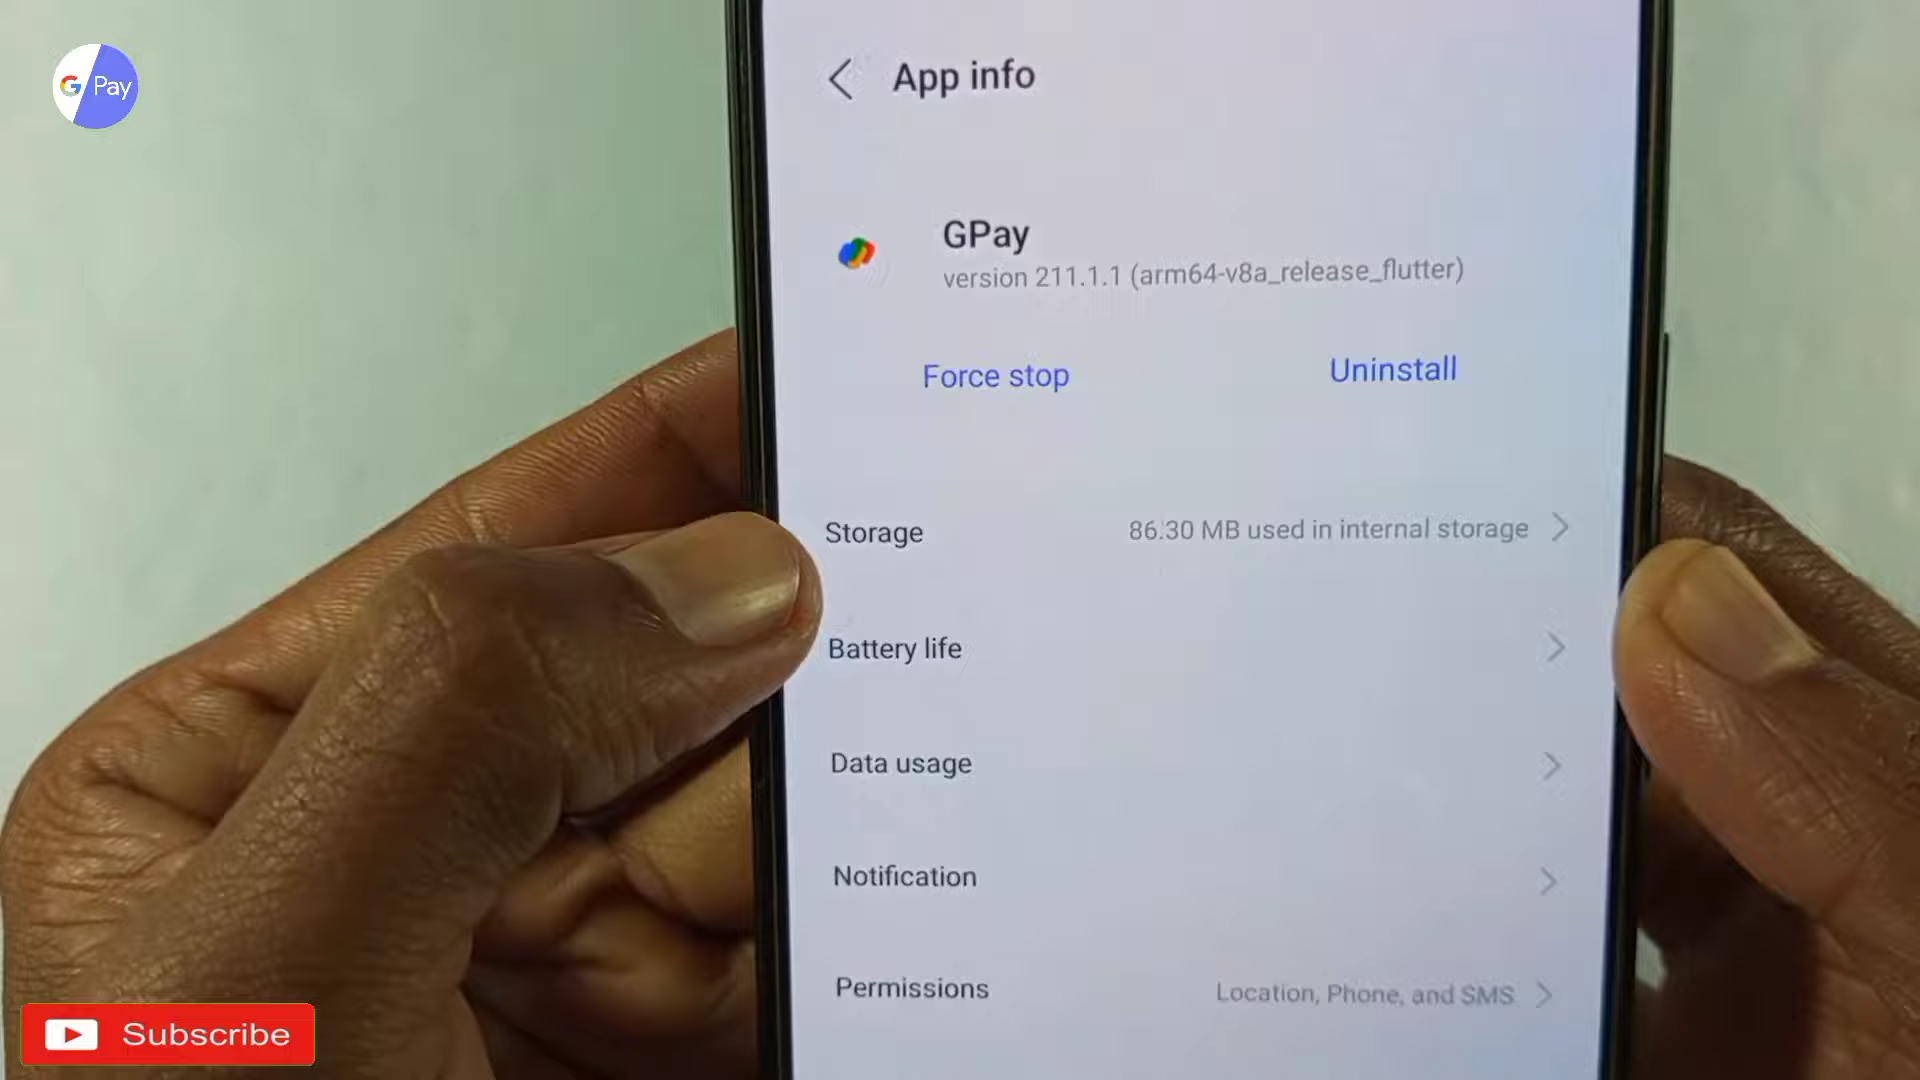 G Pay
App info
GPay
version 211.1.1 (arm64-v8a_release_flutter)
Force stop
Uninstall
Storage
86.30 MB used in internal storage
Battery life
Data usage
Notification
Permissions
Location, Phone, and SMS
Subscribe